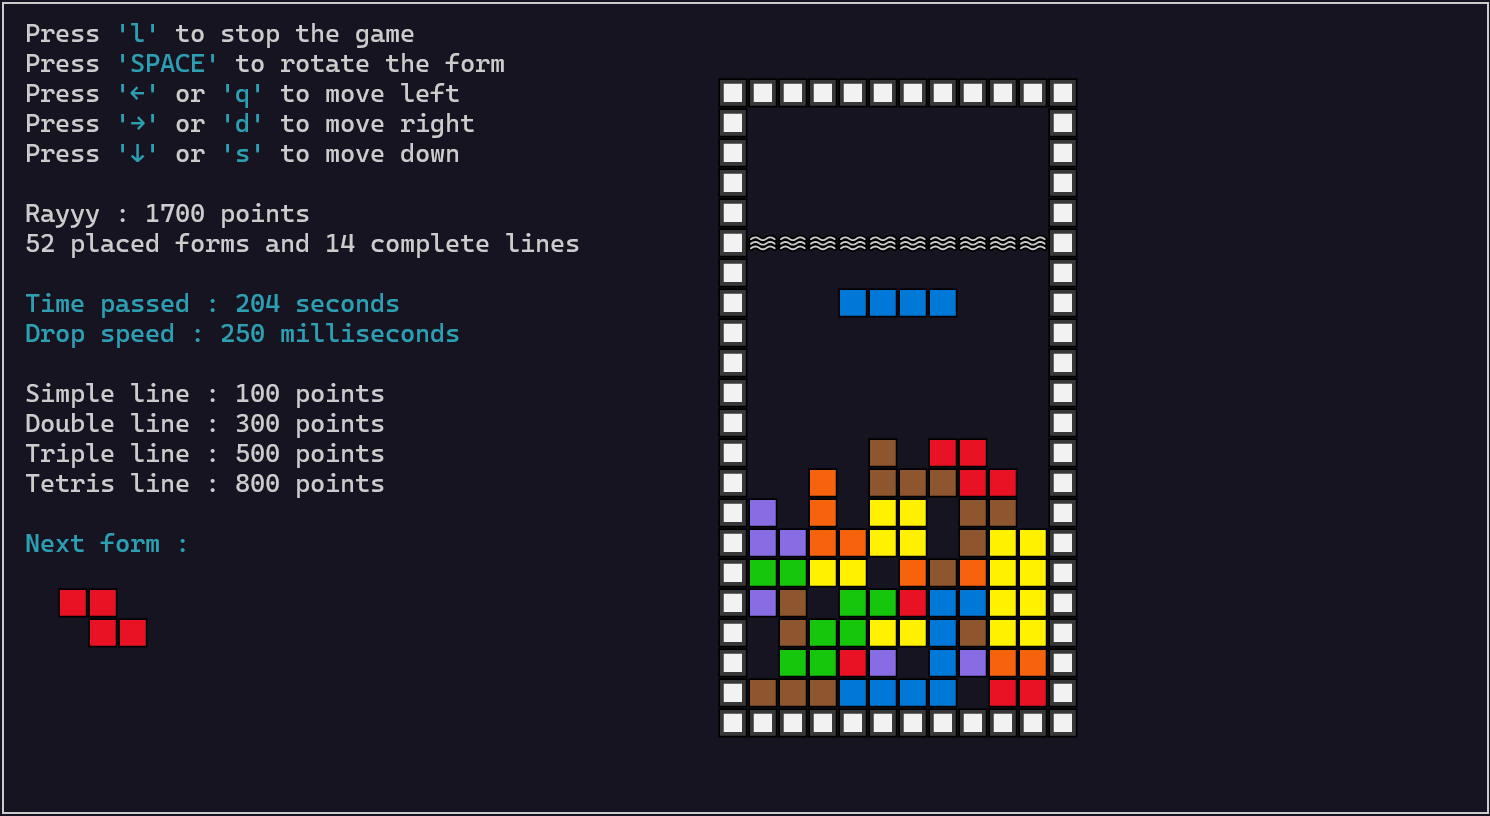 Press 'l' to stop the game
Press 'SPACE' to rotate the form
Press '←' or 'q' to move left
Press '→' or 'd' to move right
Press '↓' or 's' to move down
Rayyy : 1700 points
52 placed forms and 14 complete lines
Time passed : 204 seconds
Drop speed : 250 milliseconds
Simple line : 100 points
Double line : 300 points
Triple line : 500 points
Tetris line : 800 points
Next form :